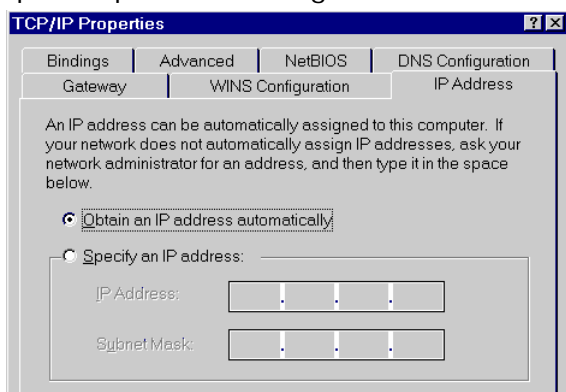 TCP/IP Properties
Bindings Advanced NetBIOS DNS Configuration
Gateway WINS Configuration IP Address
An IP address can be automatically assigned to this computer. If
your network does not automatically assign IP addresses, ask your
network administrator for an address, and then type it in the space
below.
Obtain an IP address automatically
Specify an IP address:
IP Address: . . .
Subnet Mask: . . .